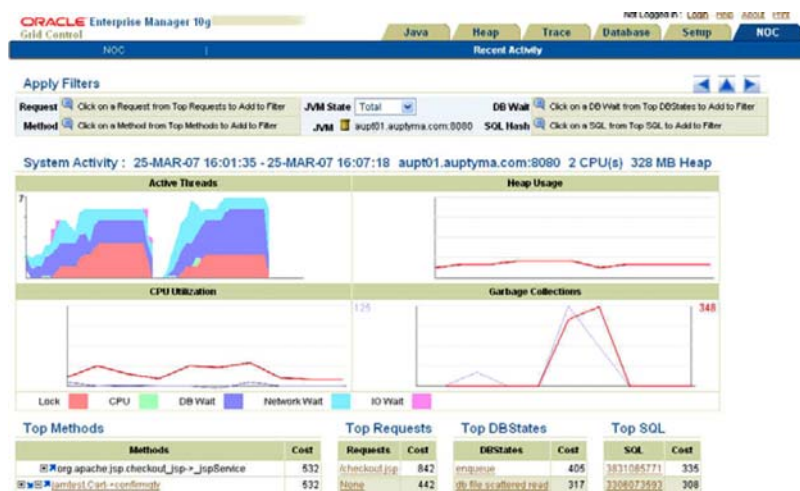 ORACLE Enterprise Manager 10g
Grid Control
Not Logged in : Login Help About Print
Java Heap Trace Database Setup NOC
NOC | Recent Activity
Apply Filters
Request Click on a Request from Top Requests to Add to Filter JVM State Total DB Wait Click on a DB Wait from Top DBStates to Add to Filter
Method Click on a Method from Top Methods to Add to Filter JVM aupt01.auptyma.com:8080 SQL Hash Click on a SQL from Top SQL to Add to Filter
System Activity : 25-MAR-07 16:01:35 - 25-MAR-07 16:07:18 aupt01.auptyma.com:8080 2 CPU(s) 328 MB Heap
Active Threads Heap Usage
7
CPU Utilization Garbage Collections
125 348
Lock CPU DB Wait Network Wait IO Wait
Top Methods Top Requests Top DBStates Top SQL
Methods Cost Requests Cost DBStates Cost SQL Cost
org.apache.jsp.checkout_jsp->_jspService 532 /checkout.jsp 842 enqueue 405 3831085771 335
jamtest.Cart->confirmqty 532 None 442 db file scattered read 317 3308073592 308